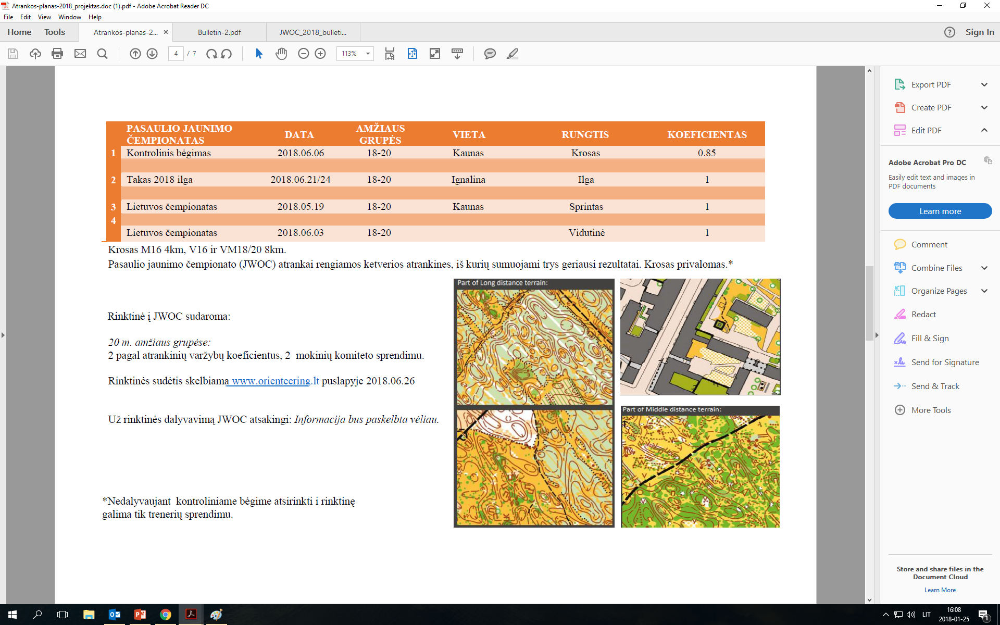 Atrankos-planas-2018_projektas.doc (1).pdf - Adobe Acrobat Reader DC
File Edit View Window Help
Home Tools Atrankos-planas-2... × Bulletin-2.pdf JWOC_2018_bulleti... Sign In
4 / 7 113%
PASAULIO JAUNIMO ČEMPIONATAS DATA AMŽIAUS GRUPĖS VIETA RUNGTIS KOEFICIENTAS
1 Kontrolinis bėgimas 2018.06.06 18-20 Kaunas Krosas 0.85
2 Takas 2018 ilga 2018.06.21/24 18-20 Ignalina Ilga 1
3 Lietuvos čempionatas 2018.05.19 18-20 Kaunas Sprintas 1
4
Lietuvos čempionatas 2018.06.03 18-20 Vidutinė 1
Krosas M16 4km, V16 ir VM18/20 8km.
Pasaulio jaunimo čempionato (JWOC) atrankai rengiamos ketverios atrankines, iš kurių sumuojami trys geriausi rezultatai. Krosas privalomas.*
Part of Long distance terrain:
Rinktinė į JWOC sudaroma:
20 m. amžiaus grupėse:
2 pagal atrankinių varžybų koeficientus, 2 mokinių komiteto sprendimu.
Rinktinės sudėtis skelbiama www.orienteering.lt puslapyje 2018.06.26
Part of Middle distance terrain:
Už rinktinės dalyvavimą JWOC atsakingi: Informacija bus paskelbta vėliau.
*Nedalyvaujant kontroliniame bėgime atsirinkti i rinktinę
galima tik trenerių sprendimu.
Export PDF
Create PDF
Edit PDF
Adobe Acrobat Pro DC
Easily edit text and images in
PDF documents
Learn more
Comment
Combine Files
Organize Pages
Redact
Fill & Sign
Send for Signature
Send & Track
More Tools
Store and share files in the
Document Cloud
Learn More
LIT 16:08
2018-01-25
1